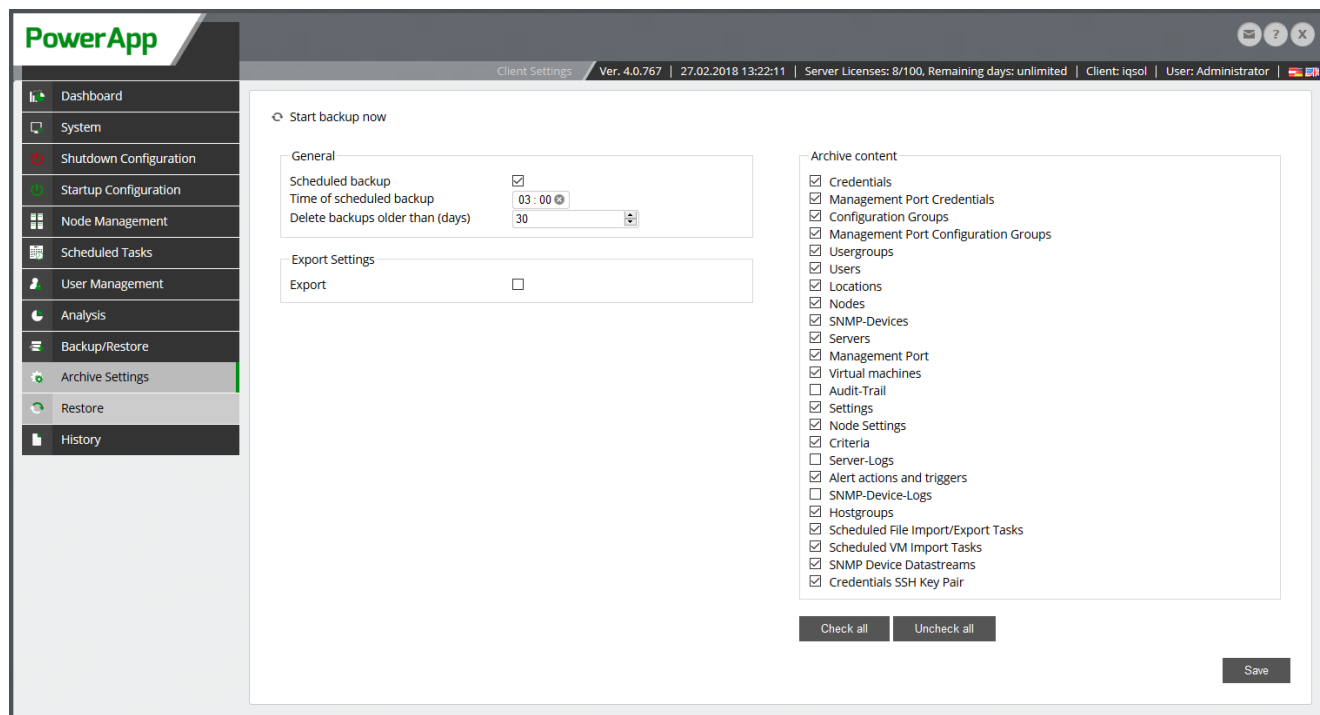 PowerApp
?
X
Client Settings
Ver. 4.0.767 | 27.02.2018 13:22:11 | Server Licenses: 8/100, Remaining days: unlimited | Client: iqsol | User: Administrator |
Dashboard
System
Shutdown Configuration
Startup Configuration
Node Management
Scheduled Tasks
User Management
Analysis
Backup/Restore
Archive Settings
Restore
History
Start backup now
General
Scheduled backup
Time of scheduled backup 03 : 00
Delete backups older than (days) 30
Export Settings
Export
Archive content
Credentials
Management Port Credentials
Configuration Groups
Management Port Configuration Groups
Usergroups
Users
Locations
Nodes
SNMP-Devices
Servers
Management Port
Virtual machines
Audit-Trail
Settings
Node Settings
Criteria
Server-Logs
Alert actions and triggers
SNMP-Device-Logs
Hostgroups
Scheduled File Import/Export Tasks
Scheduled VM Import Tasks
SNMP Device Datastreams
Credentials SSH Key Pair
Check all
Uncheck all
Save